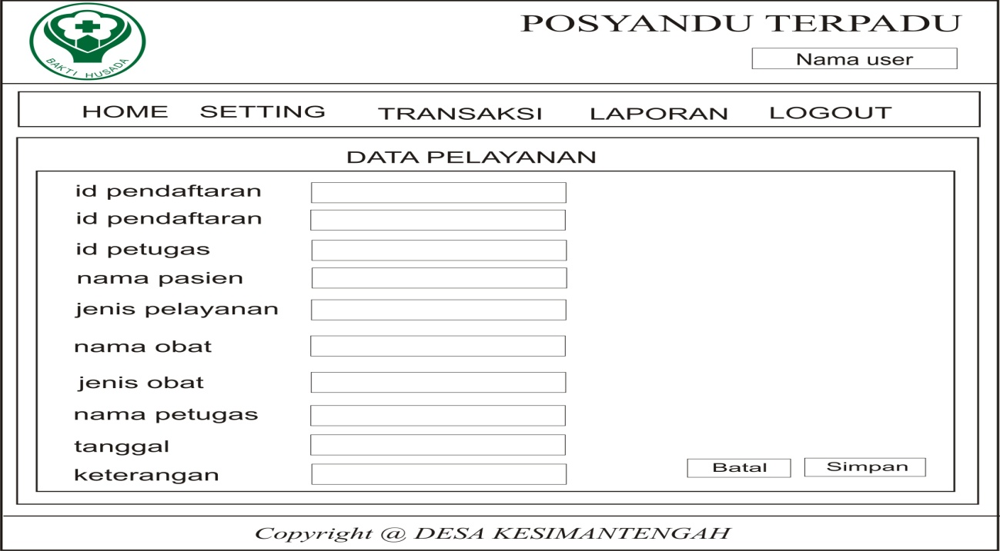 BAKTI HUSADA
POSYANDU TERPADU
Nama user
HOME SETTING TRANSAKSI LAPORAN LOGOUT
DATA PELAYANAN
id pendaftaran
id pendaftaran
id petugas
nama pasien
jenis pelayanan
nama obat
jenis obat
nama petugas
tanggal
keterangan
Batal Simpan
Copyright @ DESA KESIMANTENGAH